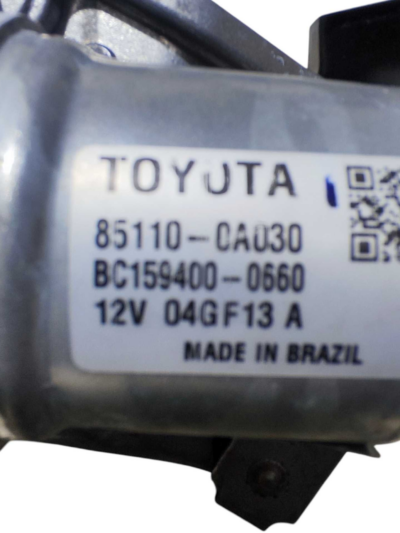 TOYOTA
85110-0A030
BC159400-0660
12V 04GF13 A
MADE IN BRAZIL